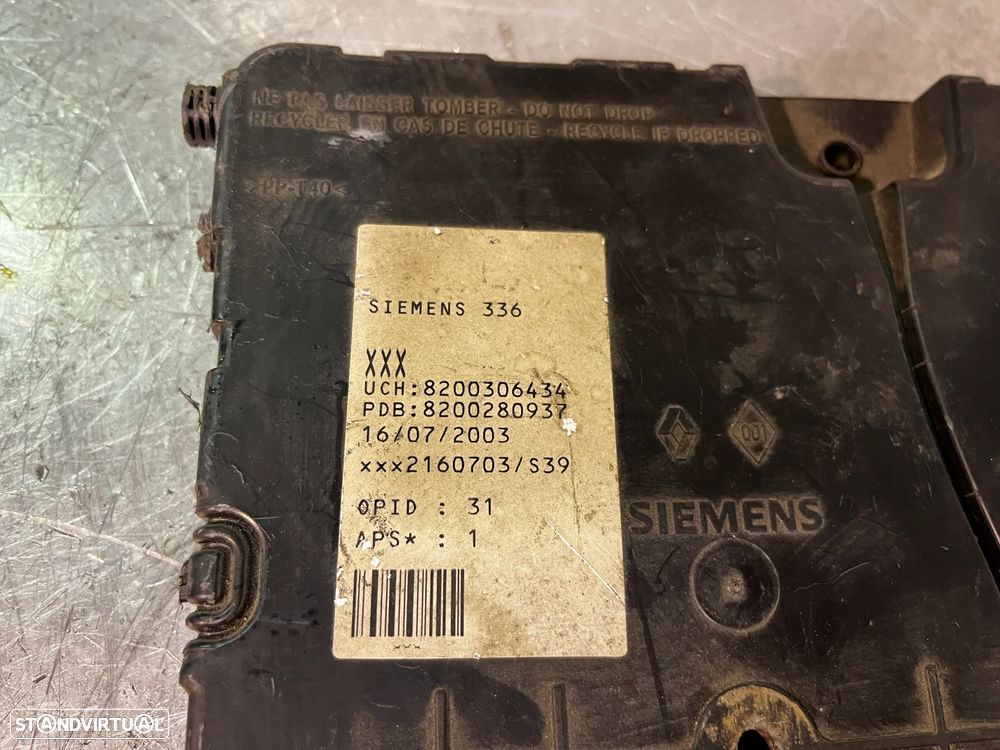 NE PAS LAISSER TOMBER - DO NOT DROP
RECYCLER EN CAS DE CHUTE - RECYCLE IF DROPPED
>PP-T40<
SIEMENS 336
XXX
UCH:8200306434
PDB:8200280937
16/07/2003
xxx2160703/S39
OPID : 31
APS* : 1
001
SIEMENS
STANDVIRTUAL